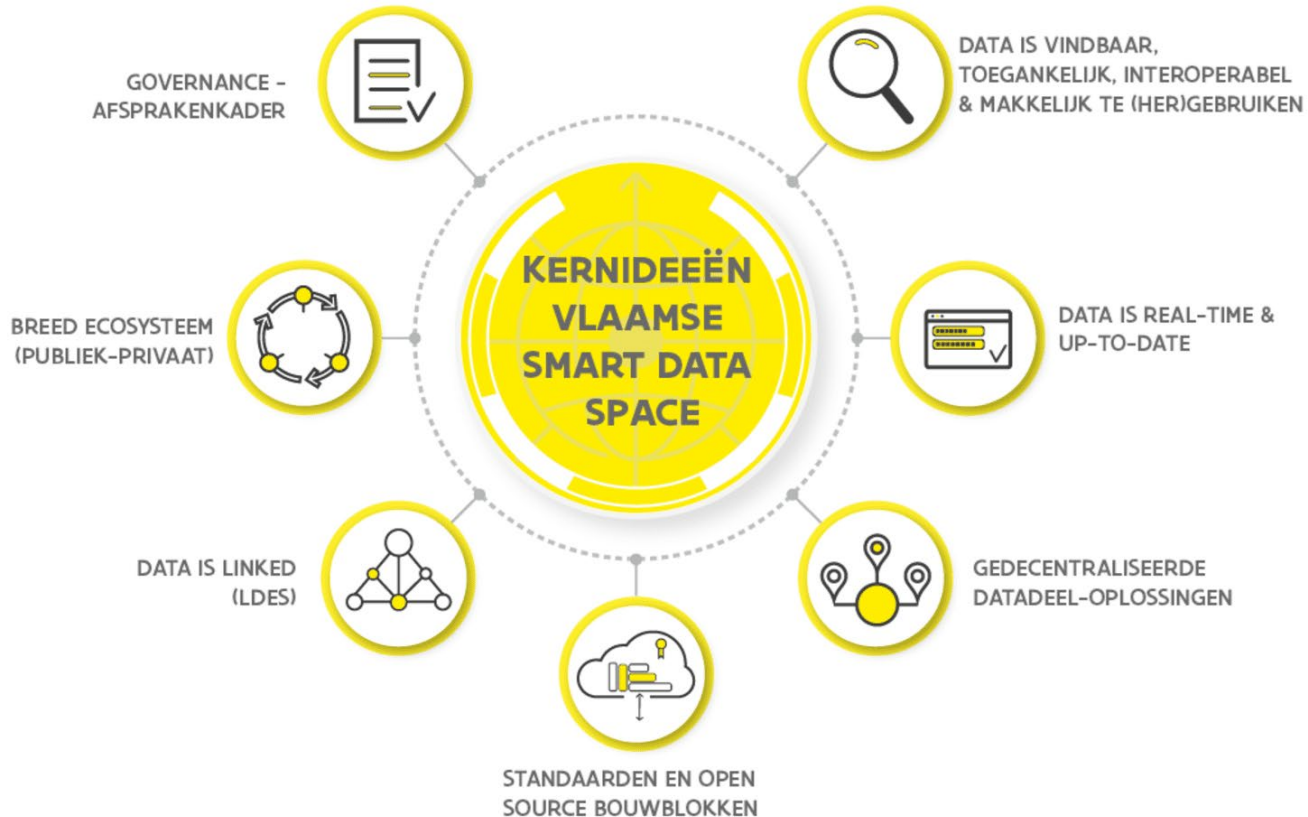 GOVERNANCE -
AFSPRAKENKADER
DATA IS VINDBAAR,
TOEGANKELIJK, INTEROPERABEL
& MAKKELIJK TE (HER)GEBRUIKEN
KERNIDEEËN
VLAAMSE
SMART DATA
SPACE
BREED ECOSYSTEEM
(PUBLIEK-PRIVAAT)
DATA IS REAL-TIME &
UP-TO-DATE
DATA IS LINKED
(LDES)
GEDECENTRALISEERDE
DATADEEL-OPLOSSINGEN
STANDAARDEN EN OPEN
SOURCE BOUWBLOKKEN